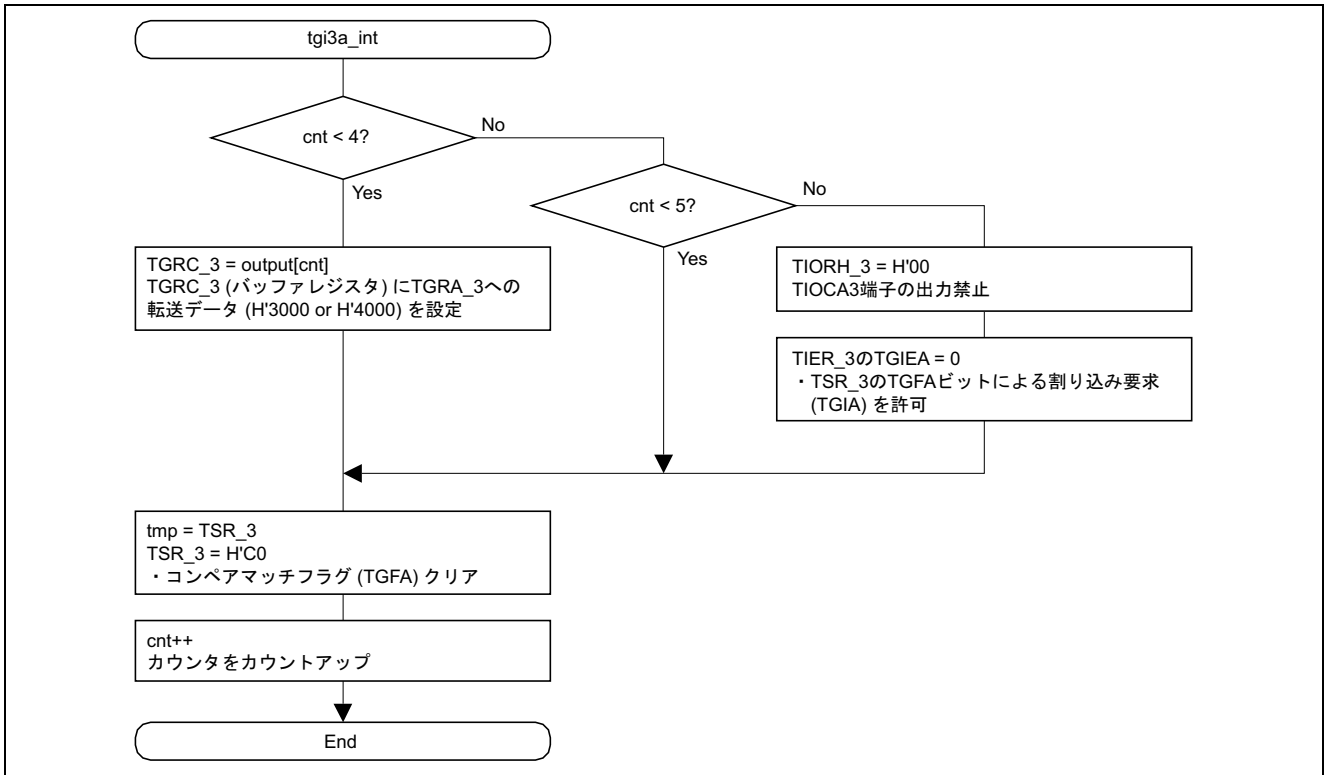 tgi3a_int
cnt < 4?
No
Yes
cnt < 5?
No
Yes
TGRC_3 = output[cnt]
TGRC_3 (バッファレジスタ) にTGRA_3への
転送データ (H'3000 or H'4000) を設定
TIORH_3 = H'00
TIOCA3端子の出力禁止
TIER_3のTGIEA = 0
・TSR_3のTGFAビットによる割り込み要求
(TGIA) を許可
tmp = TSR_3
TSR_3 = H'C0
・コンペアマッチフラグ (TGFA) クリア
cnt++
カウンタをカウントアップ
End